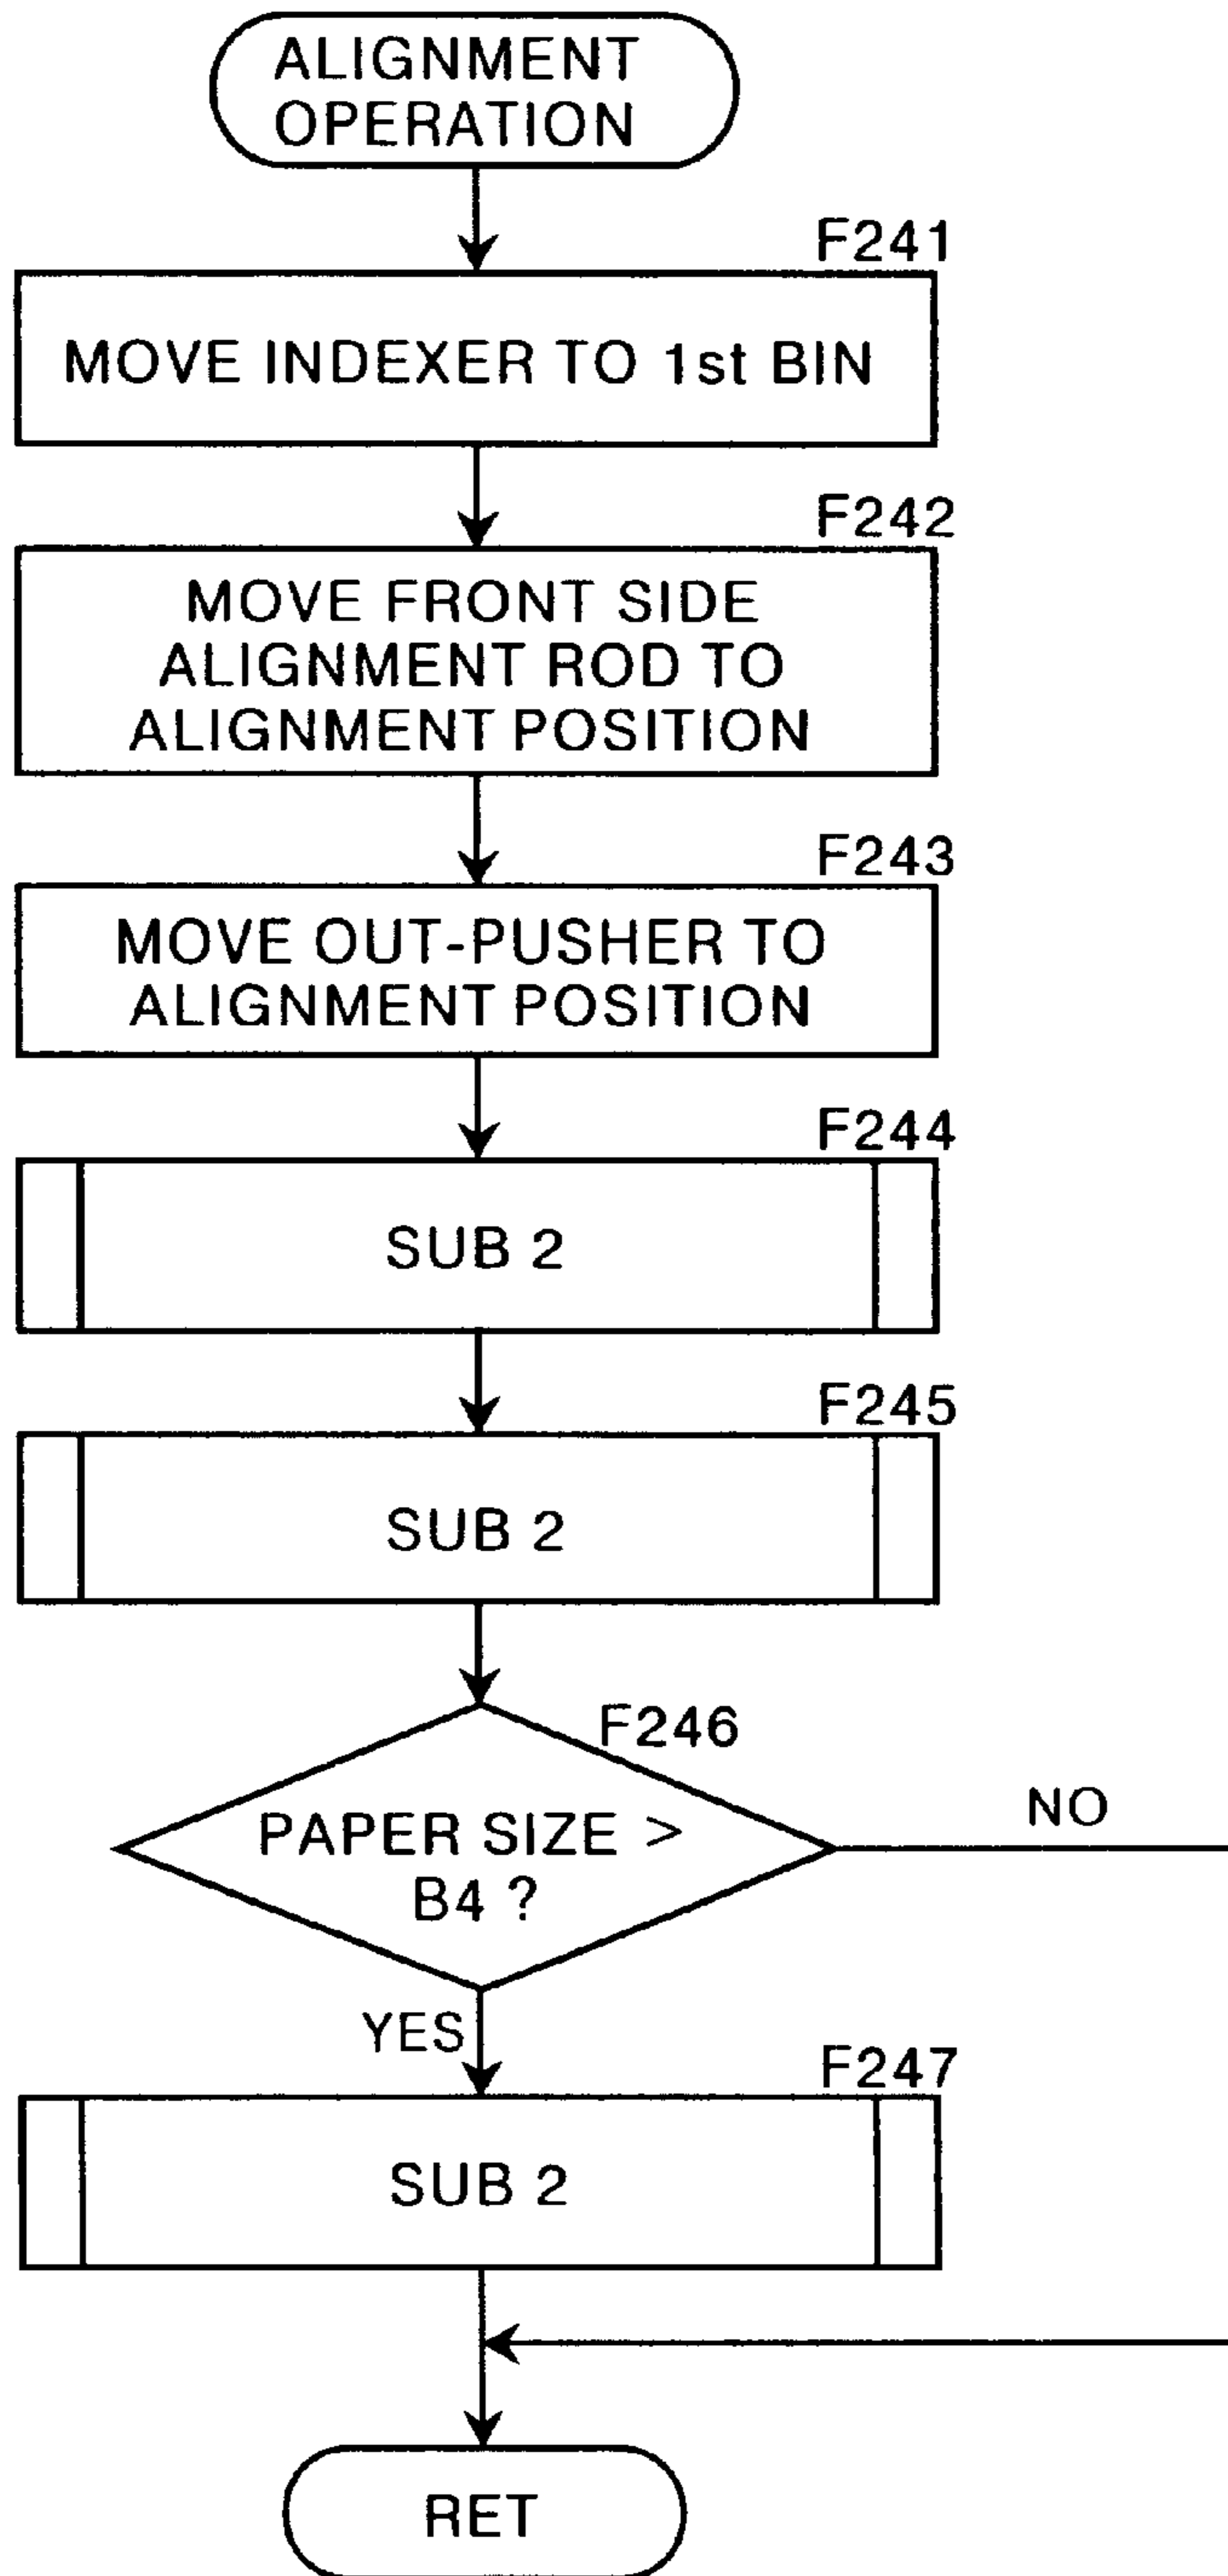 ALIGNMENT
OPERATION
F241
MOVE INDEXER TO 1st BIN
F242
MOVE FRONT SIDE
ALIGNMENT ROD TO
ALIGNMENT POSITION
F243
MOVE OUT-PUSHER TO
ALIGNMENT POSITION
F244
SUB 2
F245
SUB 2
F246
PAPER SIZE >
B4 ?
NO
YES
F247
SUB 2
RET